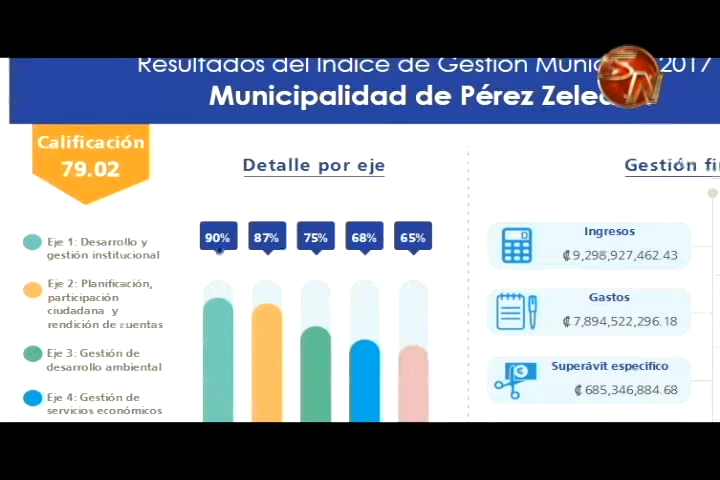 Resultados del Índice de Gestión 2017
Municipalidad de Pérez
SN
Calificación
79.02
Detalle por eje
90% 87% 75% 68% 65%
Eje 1: Desarrollo y
gestión institucional
Eje 2: Planificación,
participación
ciudadana y
rendición de cuentas
Eje 3: Gestión de
desarrollo ambiental
Eje 4: Gestión de
servicios económicos
Gestión
Ingresos
₡9,298,927,462.43
Gastos
₡7,894,522,296.18
Superávit específico
₡685,346,884.68